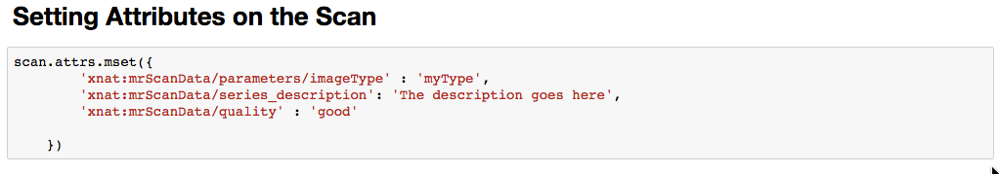 Setting Attributes on the Scan
scan.attrs.mset({
'xnat:mrScanData/parameters/imageType' : 'myType',
'xnat:mrScanData/series_description': 'The description goes here',
'xnat:mrScanData/quality' : 'good'
})